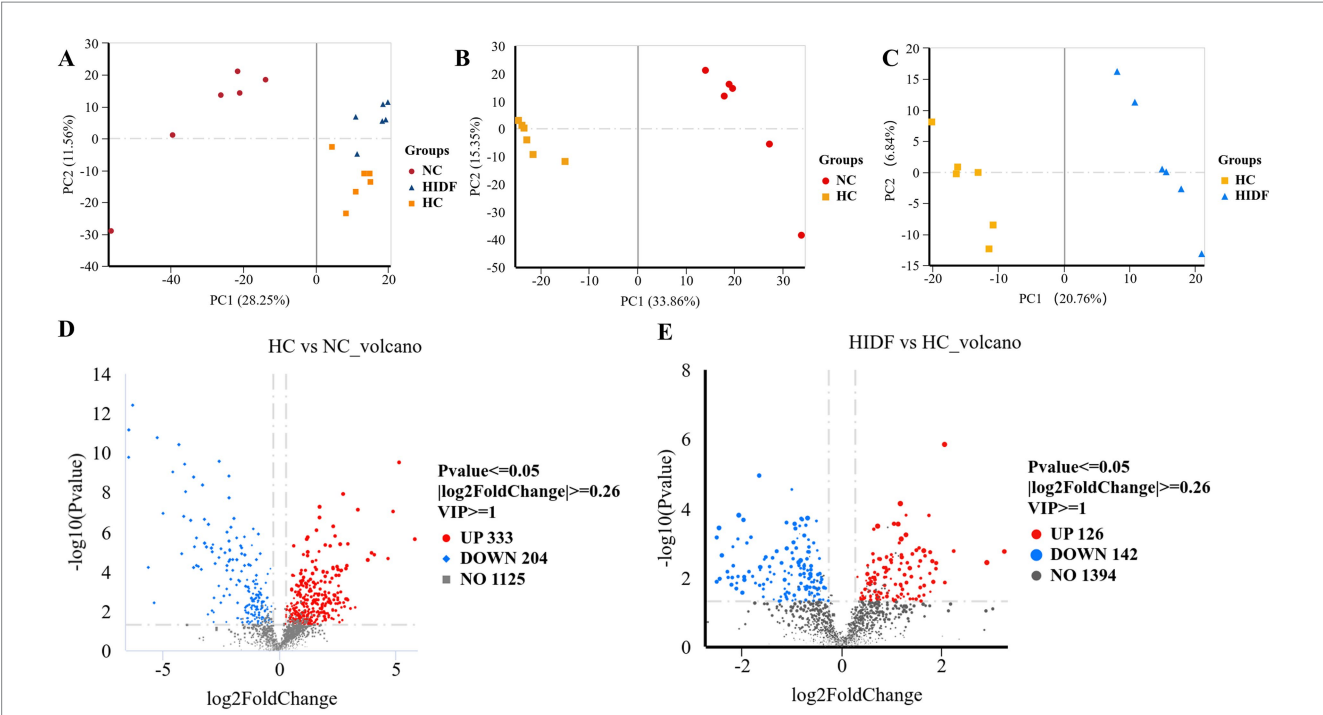 A
30
20
10
0
-10
-20
-30
-40
PC2 (11.56%)
-40
-20
0
20
PC1 (28.25%)
Groups
NC
HIDF
HC
B
30
20
10
0
-10
-20
-30
-40
-50
PC2 (15.35%)
-20
-10
0
10
20
30
PC1 (33.86%)
Groups
NC
HC
C
20
15
10
5
0
-5
-10
-15
PC2 (6.84%)
-20
-10
0
10
20
PC1 (20.76%)
Groups
HC
HIDF
D
HC vs NC_volcano
14
12
10
8
6
4
2
0
-log10(Pvalue)
-5
0
5
log2FoldChange
Pvalue<=0.05
|log2FoldChange|>=0.26
VIP>=1
UP 333
DOWN 204
NO 1125
E
HIDF vs HC_volcano
8
6
4
2
0
-log10(Pvalue)
-2
0
2
log2FoldChange
Pvalue<=0.05
|log2FoldChange|>=0.26
VIP>=1
UP 126
DOWN 142
NO 1394